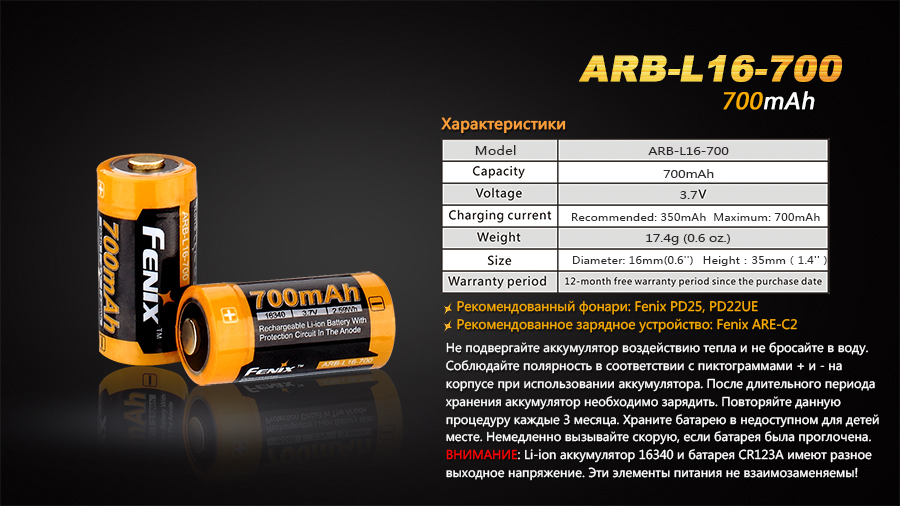 ARB-L16-700
700mAh
Характеристики
Model ARB-L16-700
Capacity 700mAh
Voltage 3.7V
Charging current Recommended: 350mAh Maximum: 700mAh
Weight 17.4g (0.6 oz.)
Size Diameter: 16mm(0.6'') Height : 35mm ( 1.4'' )
Warranty period 12-month free warranty period since the purchase date
Рекомендованный фонари: Fenix PD25, PD22UE
Рекомендованное зарядное устройство: Fenix ARE-C2
Не подвергайте аккумулятор воздействию тепла и не бросайте в воду.
Соблюдайте полярность в соответствии с пиктограммами + и - на
корпусе при использовании аккумулятора. После длительного периода
хранения аккумулятор необходимо зарядить. Повторяйте данную
процедуру каждые 3 месяца. Храните батарею в недоступном для детей
месте. Немедленно вызывайте скорую, если батарея была проглочена.
ВНИМАНИЕ: Li-ion аккумулятор 16340 и батарея CR123A имеют разное
выходное напряжение. Эти элементы питания не взаимозаменяемы!
FENIX™
700mAh
ARB-L16-700
700mAh
16340 3.7V 2.59Wh
Rechargeable Li-ion Battery With
Protection Circuit In The Anode
FENIX™ ARB-L16-700